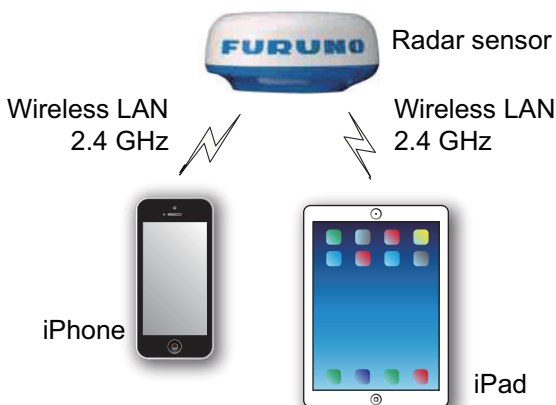 FURUNO
Radar sensor
Wireless LAN
2.4 GHz
Wireless LAN
2.4 GHz
iPhone
iPad